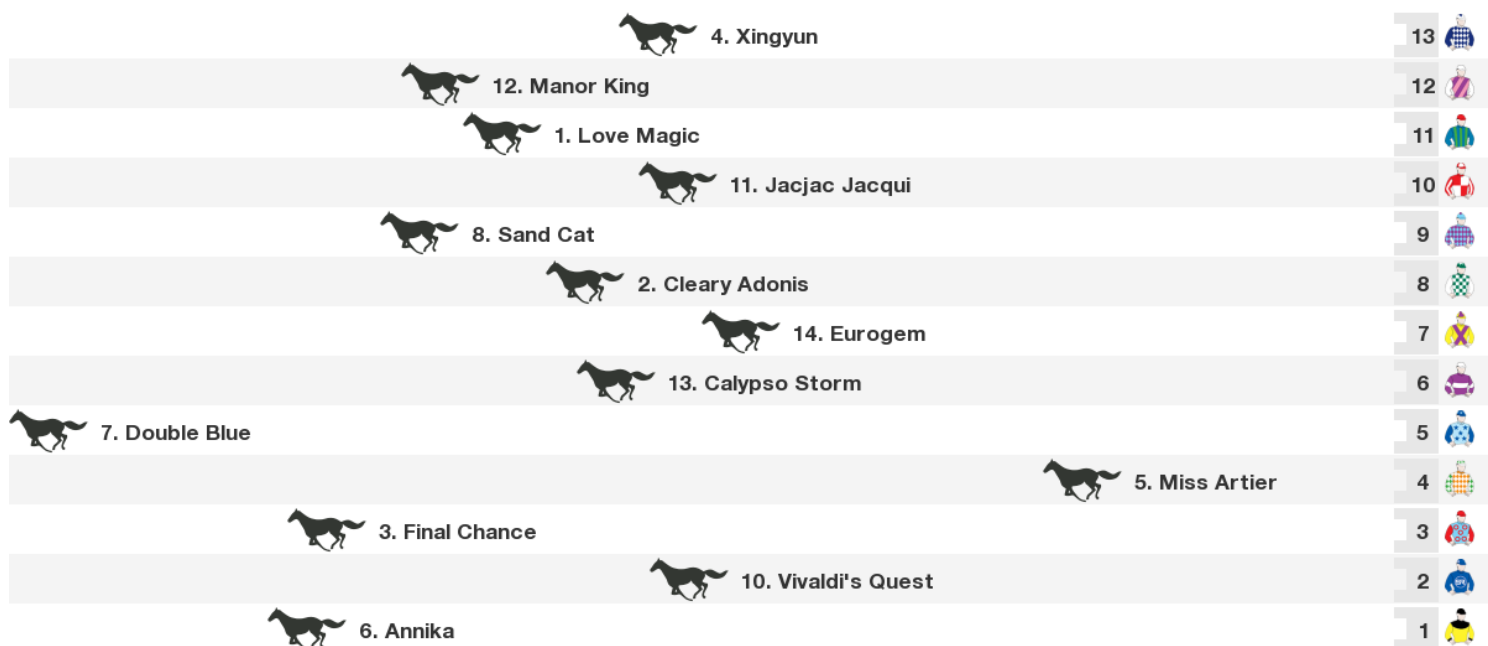 4. Xingyun 13
12. Manor King 12
1. Love Magic 11
11. Jacjac Jacqui 10
8. Sand Cat 9
2. Cleary Adonis 8
14. Eurogem 7
13. Calypso Storm 6
7. Double Blue 5
5. Miss Artier 4
3. Final Chance 3
10. Vivaldi's Quest 2
6. Annika 1